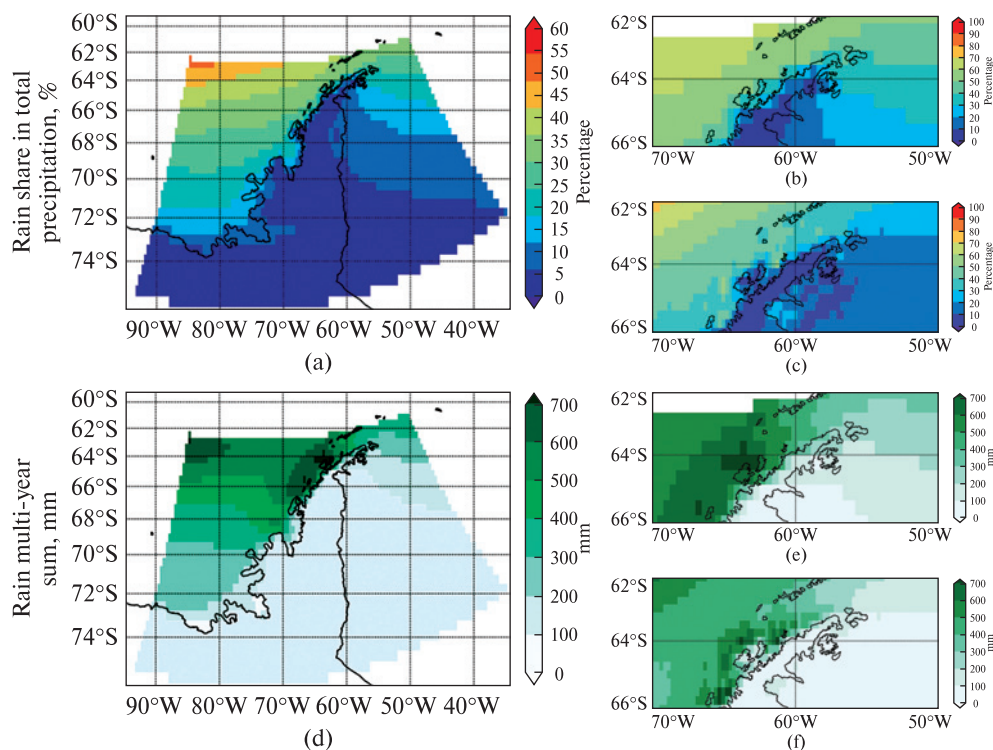 Rain share in total
precipitation, %
60°S
62°S
64°S
66°S
68°S
70°S
72°S
74°S
90°W 80°W 70°W 60°W 50°W 40°W
(a)
60
55
50
45
40
35
30
25
20
15
10
5
0
Percentage
62°S
64°S
66°S
70°W 60°W 50°W
(b)
100
90
80
70
60
50
40
30
20
10
0
Percentage
62°S
64°S
66°S
70°W 60°W 50°W
(c)
100
90
80
70
60
50
40
30
20
10
0
Percentage
Rain multi-year
sum, mm
60°S
62°S
64°S
66°S
68°S
70°S
72°S
74°S
90°W 80°W 70°W 60°W 50°W 40°W
(d)
700
600
500
400
300
200
100
0
mm
62°S
64°S
66°S
70°W 60°W 50°W
(e)
700
600
500
400
300
200
100
0
mm
62°S
64°S
66°S
70°W 60°W 50°W
(f)
700
600
500
400
300
200
100
0
mm